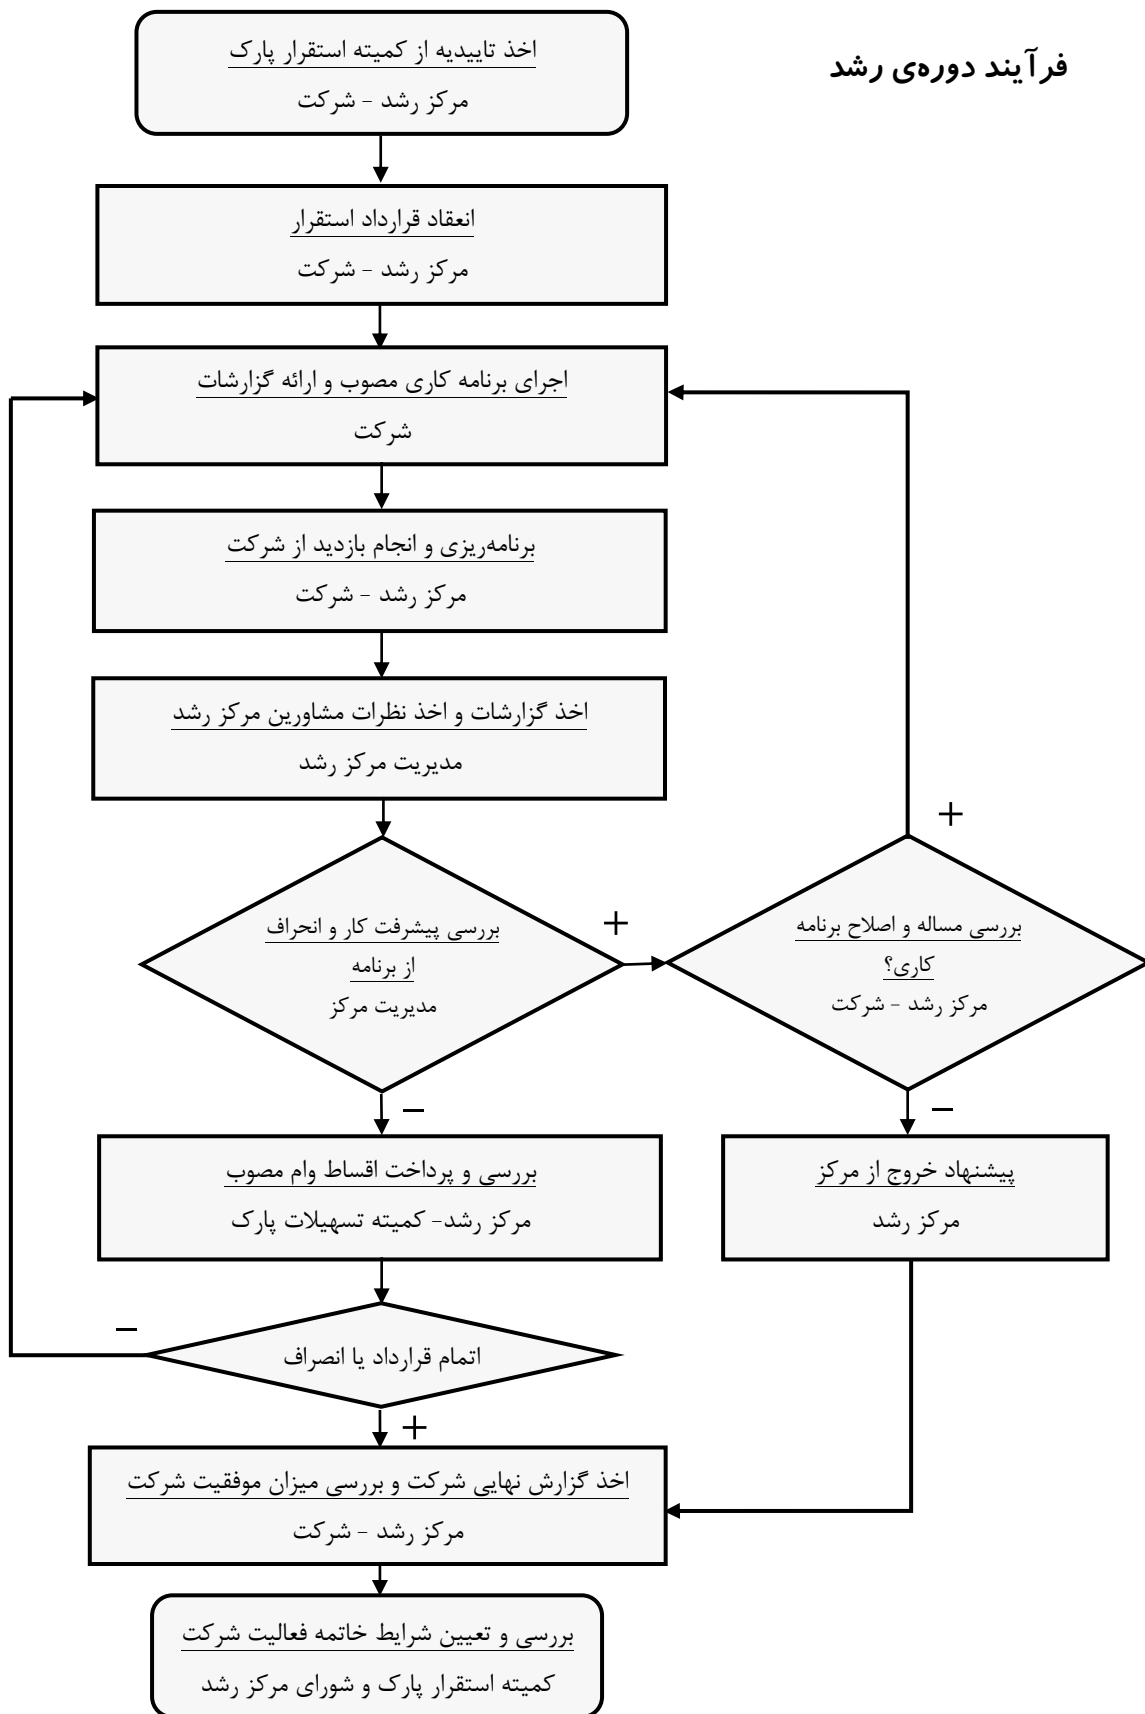 فرآیند دوره‌ی رشد
اخذ تاییدیه از کمیته استقرار پارک
مرکز رشد - شرکت
انعقاد قرارداد استقرار
مرکز رشد - شرکت
اجرای برنامه کاری مصوب و ارائه گزارشات
شرکت
برنامه‌ریزی و انجام بازدید از شرکت
مرکز رشد - شرکت
اخذ گزارشات و اخذ نظرات مشاورین مرکز رشد
مدیریت مرکز رشد
+
بررسی پیشرفت کار و انحراف
از برنامه
مدیریت مرکز
+
بررسی مساله و اصلاح برنامه
کاری؟
مرکز رشد - شرکت
–
–
بررسی و پرداخت اقساط وام مصوب
مرکز رشد- کمیته تسهیلات پارک
پیشنهاد خروج از مرکز
مرکز رشد
–
اتمام قرارداد یا انصراف
+
اخذ گزارش نهایی شرکت و بررسی میزان موفقیت شرکت
مرکز رشد - شرکت
بررسی و تعیین شرایط خاتمه فعالیت شرکت
کمیته استقرار پارک و شورای مرکز رشد